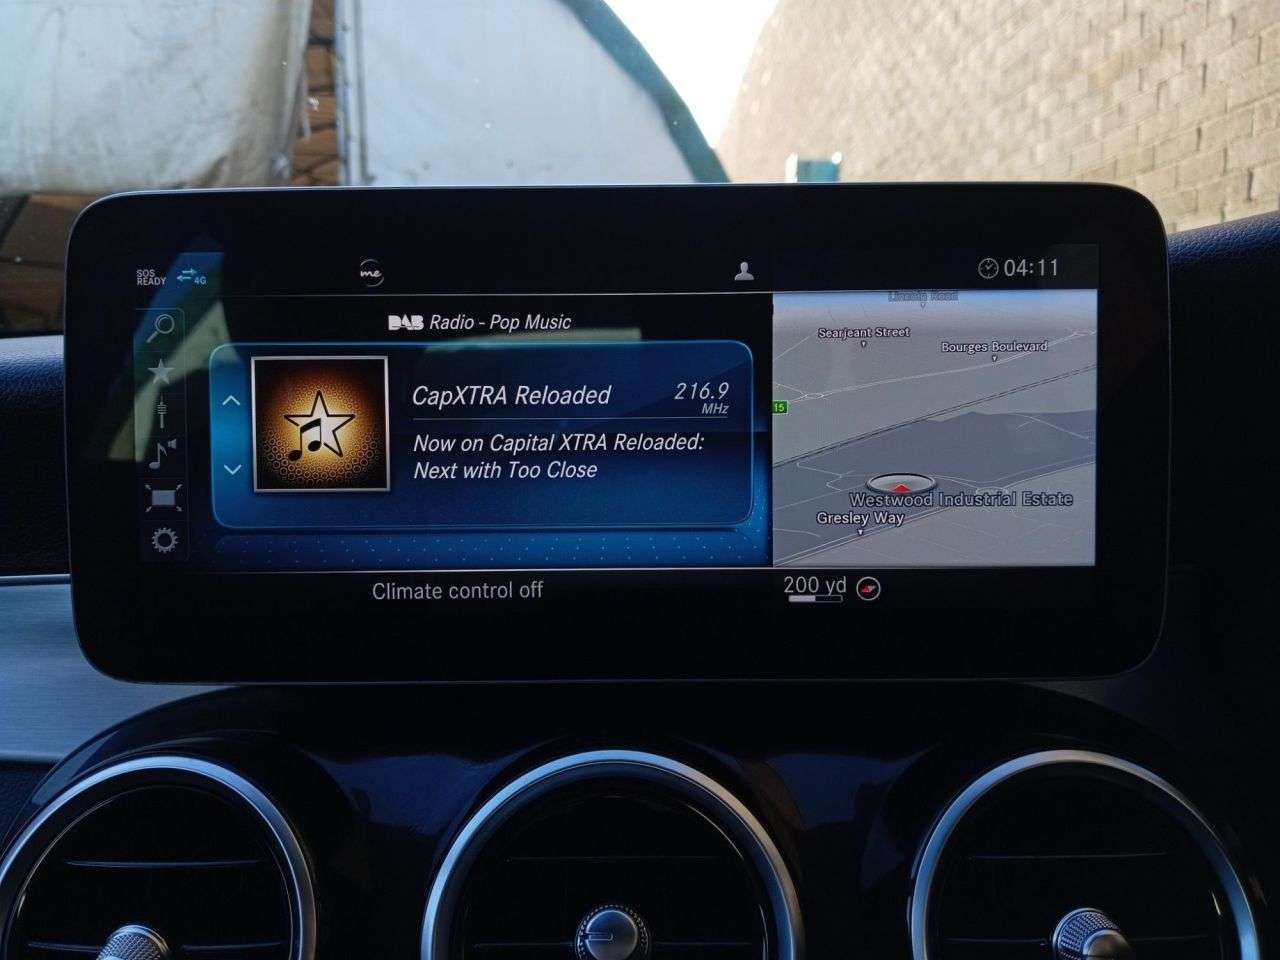 SOS
READY
4G
me
04:11
DAB Radio - Pop Music
CapXTRA Reloaded
216.9
MHz
Now on Capital XTRA Reloaded:
Next with Too Close
Lincoln Road
Searjeant Street
Bourges Boulevard
15
Westwood Industrial Estate
Gresley Way
Climate control off
200 yd